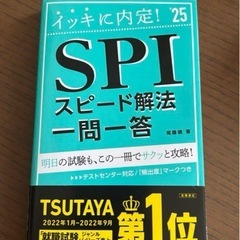 イッキに内定! '25
SPI
スピード解法
一問一答
明日の試験も、この一冊でサクッと攻略!
テストセンター対応/「頻出度」マークつき
TSUTAYA
2022年1月~2022年9月
第1位